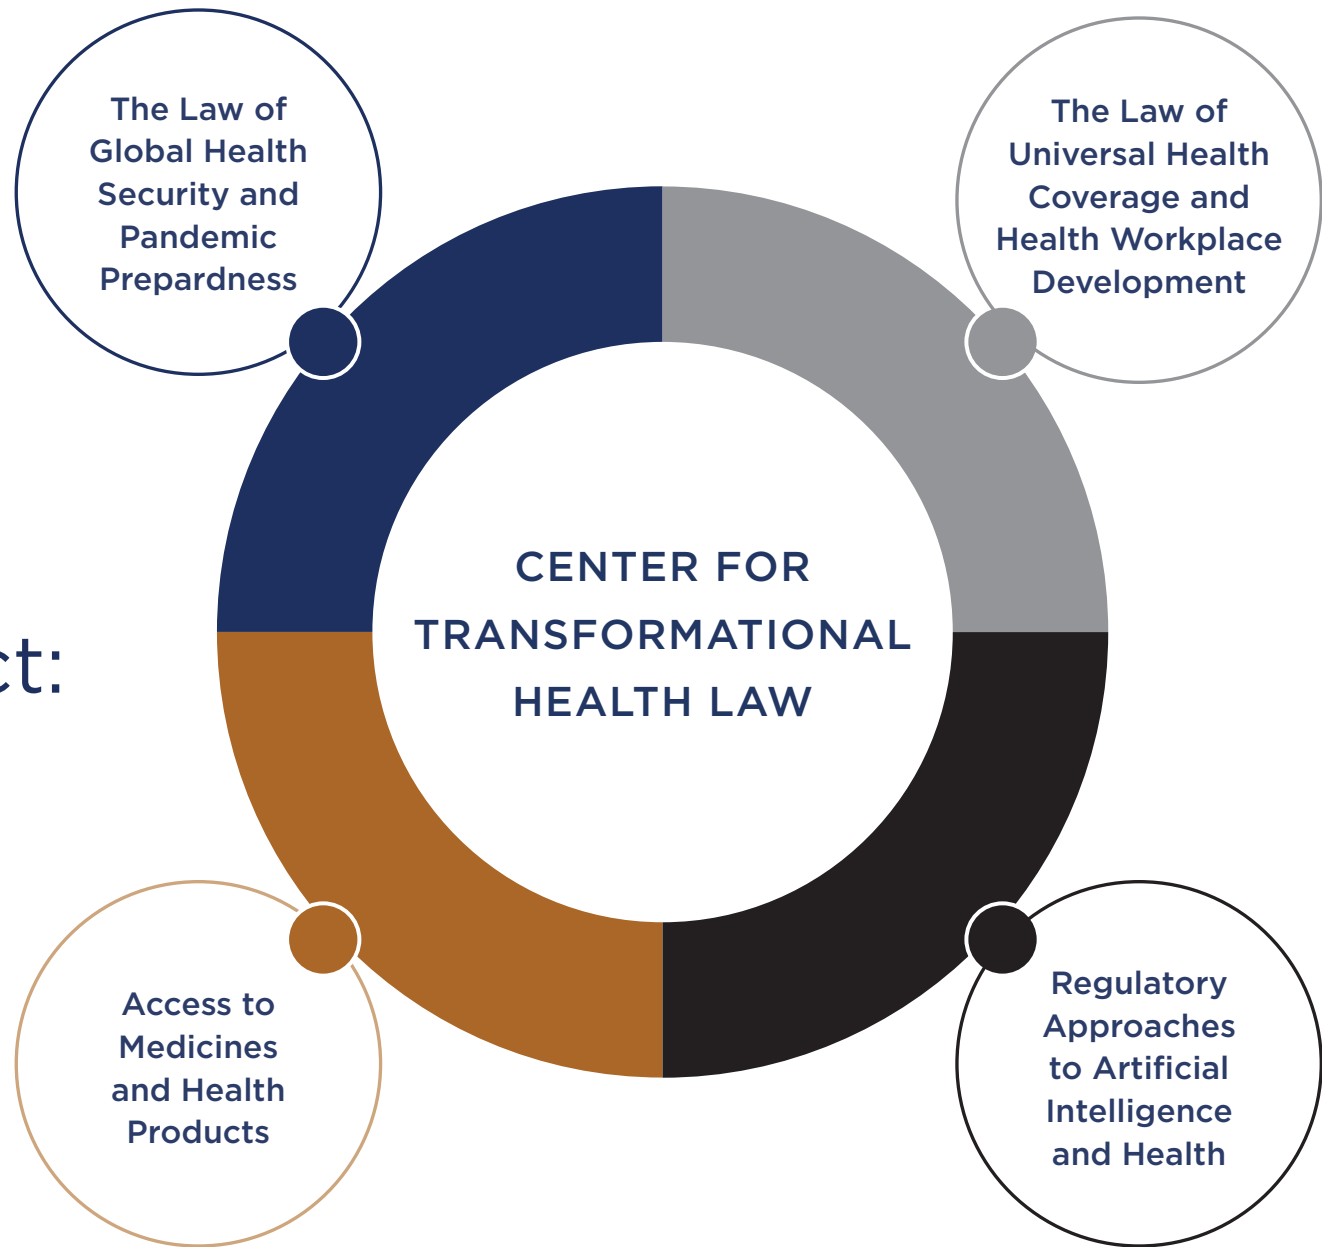 The Law of
Global Health
Security and
Pandemic
Prepardness
The Law of
Universal Health
Coverage and
Health Workplace
Development
CENTER FOR
TRANSFORMATIONAL
HEALTH LAW
ct:
Access to
Medicines
and Health
Products
Regulatory
Approaches
to Artificial
Intelligence
and Health